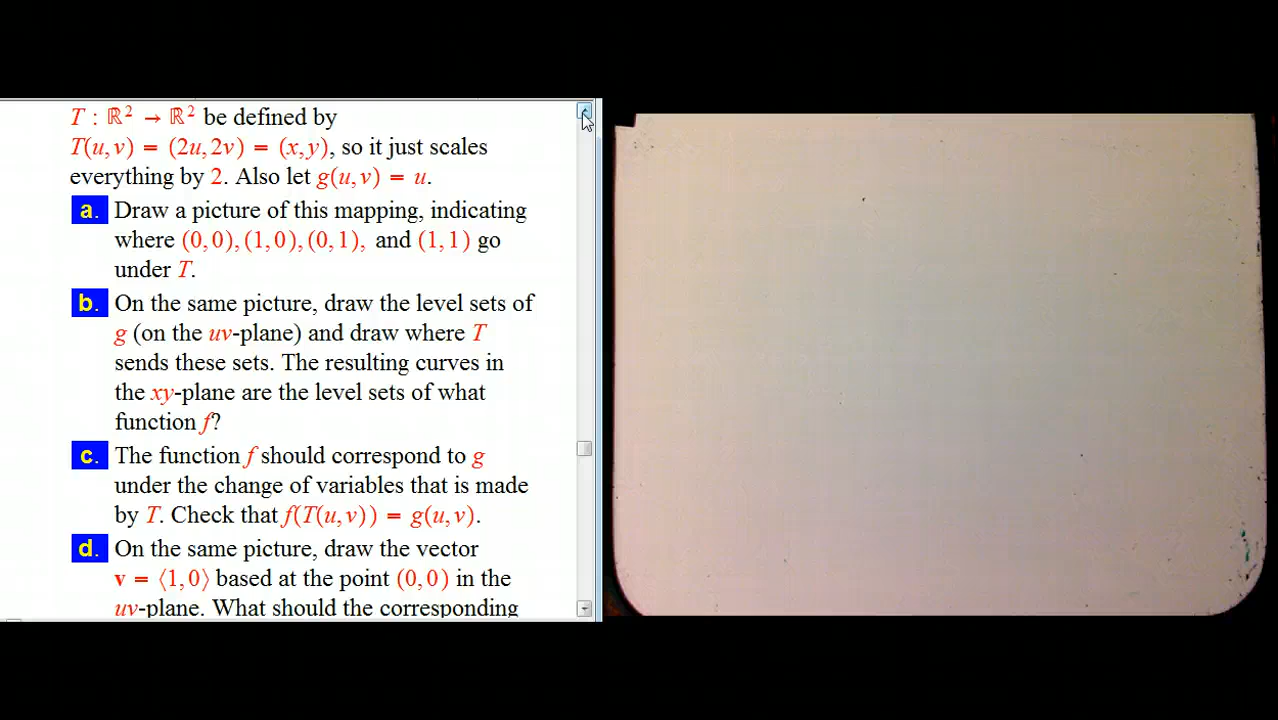 T : ℝ² → ℝ² be defined by
T(u, v) = (2u, 2v) = (x, y), so it just scales
everything by 2. Also let g(u, v) = u.
a. Draw a picture of this mapping, indicating
where (0, 0), (1, 0), (0, 1), and (1, 1) go
under T.
b. On the same picture, draw the level sets of
g (on the uv-plane) and draw where T
sends these sets. The resulting curves in
the xy-plane are the level sets of what
function f?
c. The function f should correspond to g
under the change of variables that is made
by T. Check that f(T(u, v)) = g(u, v).
d. On the same picture, draw the vector
v = ⟨1, 0⟩ based at the point (0, 0) in the
uv-plane. What should the corresponding